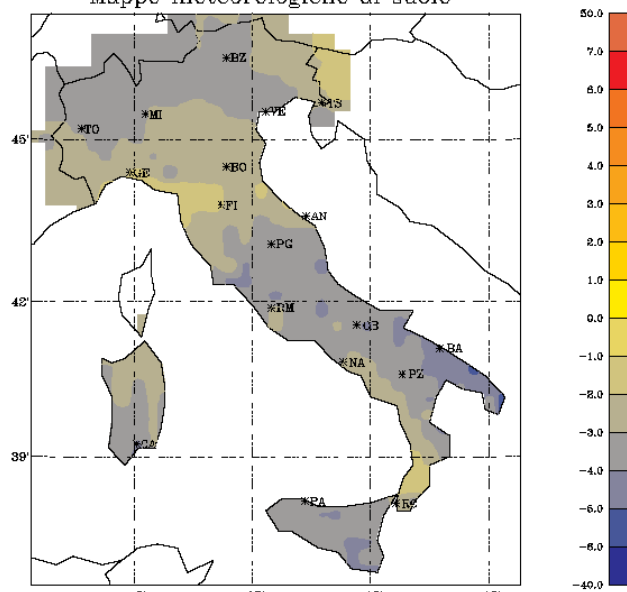 Mappe meteorologiche al suolo
50.0
7.0
6.0
5.0
4.0
3.0
2.0
1.0
0.0
-1.0
-2.0
-3.0
-4.0
-5.0
-6.0
-40.0
45'
42'
39'
BZ
TS
VE
MI
TO
GE
BO
FI
AN
PG
RM
CB
BA
NA
PZ
CA
PA
RC